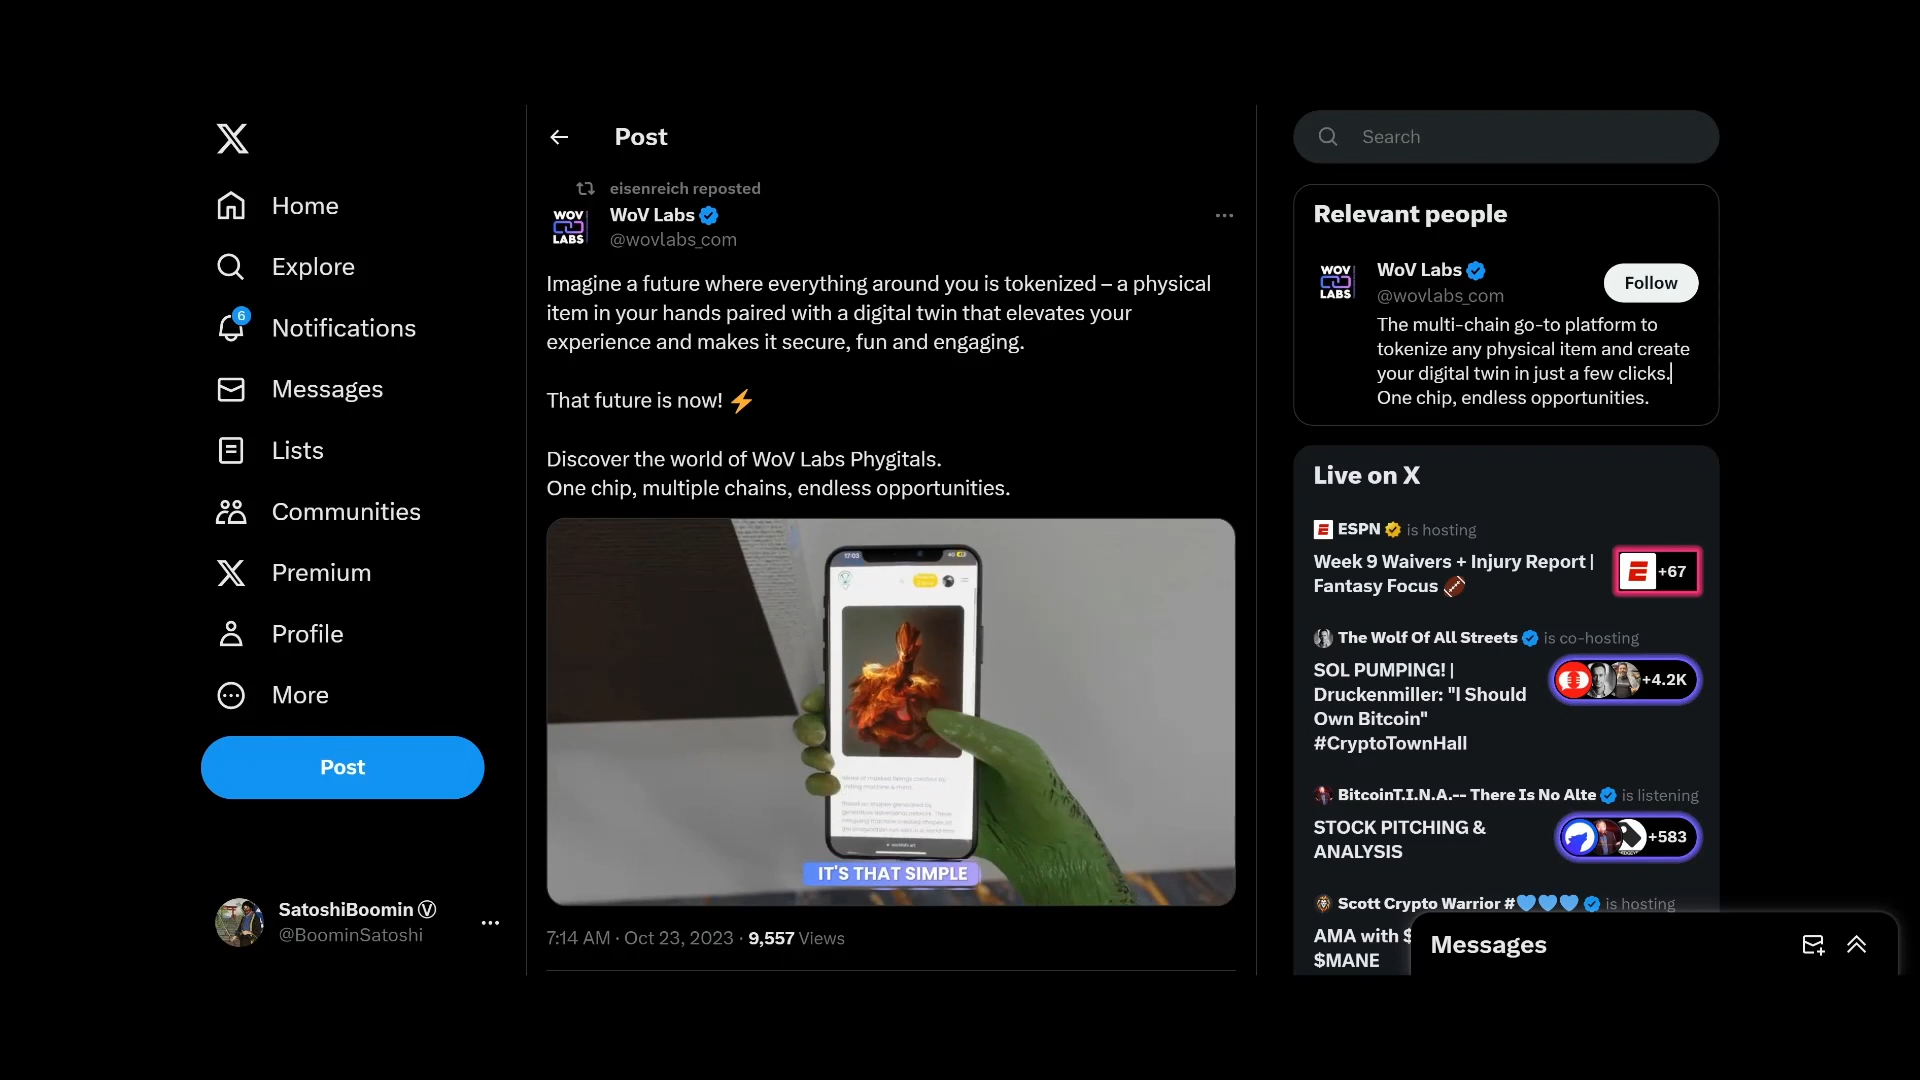 Home
Explore
6
Notifications
Messages
Lists
Communities
Premium
Profile
More
Post
SatoshiBoomin Ⓥ
@BoominSatoshi
Post
eisenreich reposted
WOV
LABS
WoV Labs
@wovlabs_com
Imagine a future where everything around you is tokenized – a physical
item in your hands paired with a digital twin that elevates your
experience and makes it secure, fun and engaging.
That future is now! ⚡
Discover the world of WoV Labs Phygitals.
One chip, multiple chains, endless opportunities.
17:03
IT'S THAT SIMPLE
7:14 AM · Oct 23, 2023 · 9,557 Views
Search
Relevant people
WOV
LABS
WoV Labs
@wovlabs_com
Follow
The multi-chain go-to platform to
tokenize any physical item and create
your digital twin in just a few clicks.
One chip, endless opportunities.
Live on X
ESPN is hosting
Week 9 Waivers + Injury Report |
Fantasy Focus 🏈
+67
The Wolf Of All Streets is co-hosting
SOL PUMPING! |
Druckenmiller: "I Should
Own Bitcoin"
#CryptoTownHall
+4.2K
BitcoinT.I.N.A.-- There Is No Alte is listening
STOCK PITCHING &
ANALYSIS
+583
Scott Crypto Warrior #💙💙💙 is hosting
AMA with $
$MANE
Messages